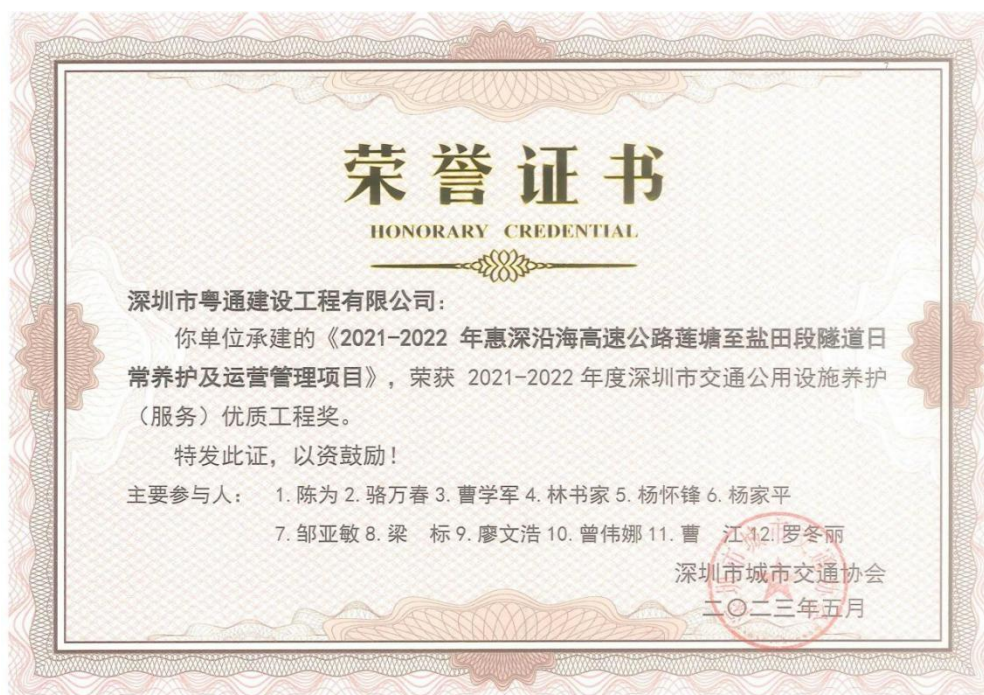 荣誉证书
HONORARY CREDENTIAL
深圳市粤通建设工程有限公司：
你单位承建的《2021-2022 年惠深沿海高速公路莲塘至盐田段隧道日
常养护及运营管理项目》，荣获 2021-2022 年度深圳市交通公用设施养护
（服务）优质工程奖。
特发此证，以资鼓励！
主要参与人： 1. 陈为 2. 骆万春 3. 曹学军 4. 林书家 5. 杨怀锋 6. 杨家平
7. 邹亚敏 8. 梁　标 9. 廖文浩 10. 曾伟娜 11. 曹　江 12. 罗冬丽
深圳市城市交通协会
二〇二三年五月